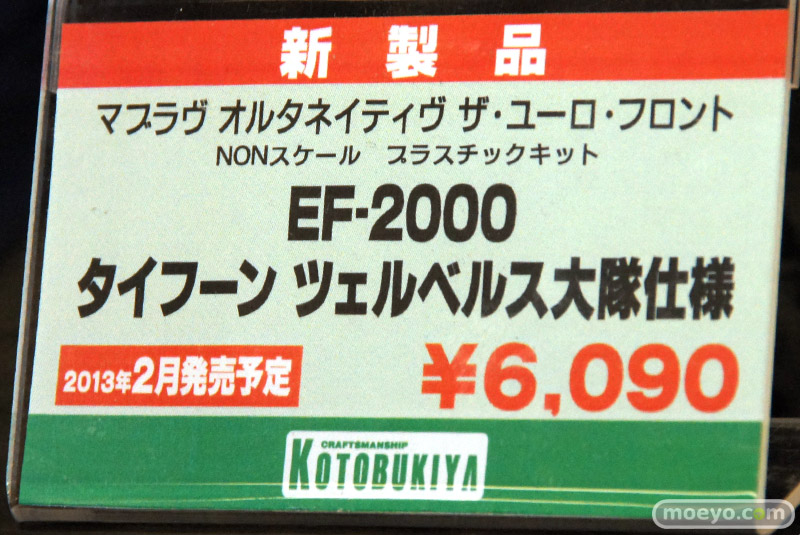 新製品
マブラヴ オルタネイティヴ ザ・ユーロ・フロント
NONスケール プラスチックキット
EF-2000
タイフーン ツェルベルス大隊仕様
2013年2月発売予定
¥6,090
CRAFTSMANSHIP
KOTOBUKIYA
moeyo.com